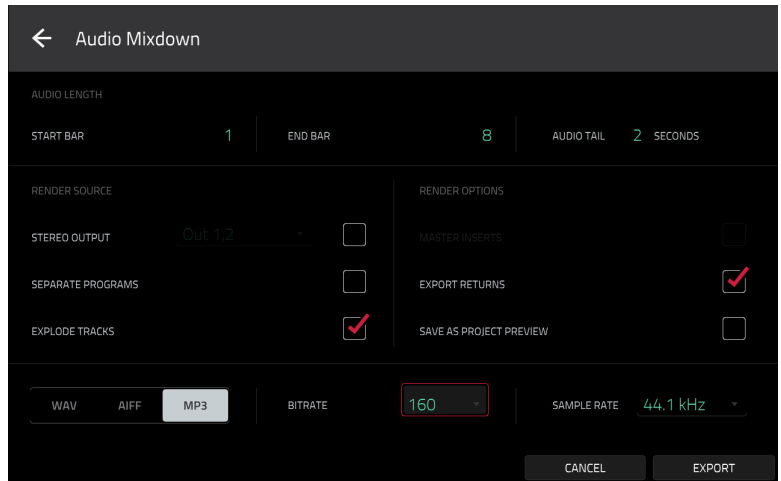 Audio Mixdown
AUDIO LENGTH
START BAR 1 END BAR 8 AUDIO TAIL 2 SECONDS
RENDER SOURCE RENDER OPTIONS
STEREO OUTPUT Out 1,2 MASTER INSERTS
SEPARATE PROGRAMS EXPORT RETURNS
EXPLODE TRACKS SAVE AS PROJECT PREVIEW
WAV AIFF MP3 BITRATE 160 SAMPLE RATE 44.1 kHz
CANCEL EXPORT